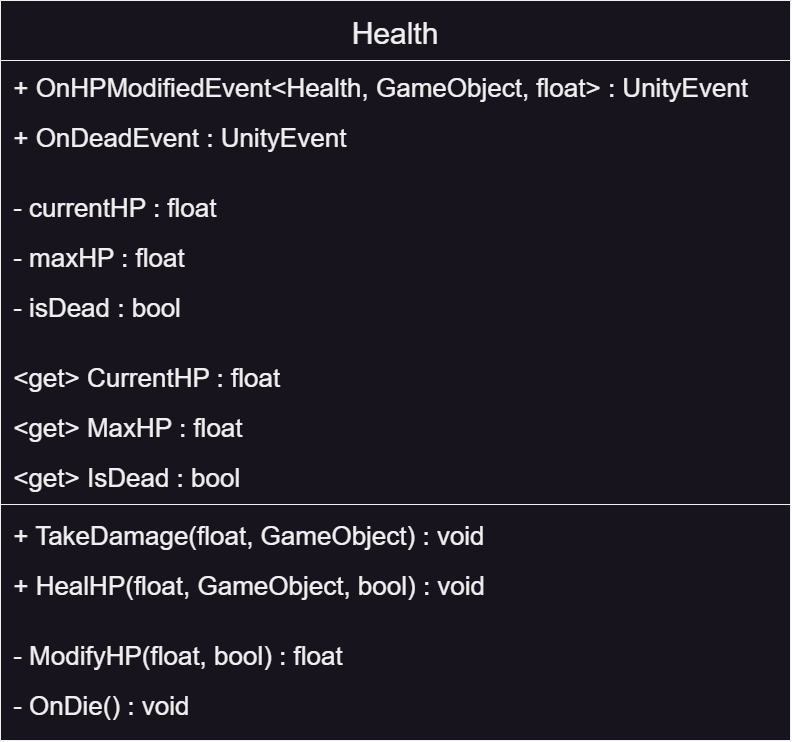 Health
+ OnHPModifiedEvent<Health, GameObject, float> : UnityEvent
+ OnDeadEvent : UnityEvent
- currentHP : float
- maxHP : float
- isDead : bool
<get> CurrentHP : float
<get> MaxHP : float
<get> IsDead : bool
+ TakeDamage(float, GameObject) : void
+ HealHP(float, GameObject, bool) : void
- ModifyHP(float, bool) : float
- OnDie() : void